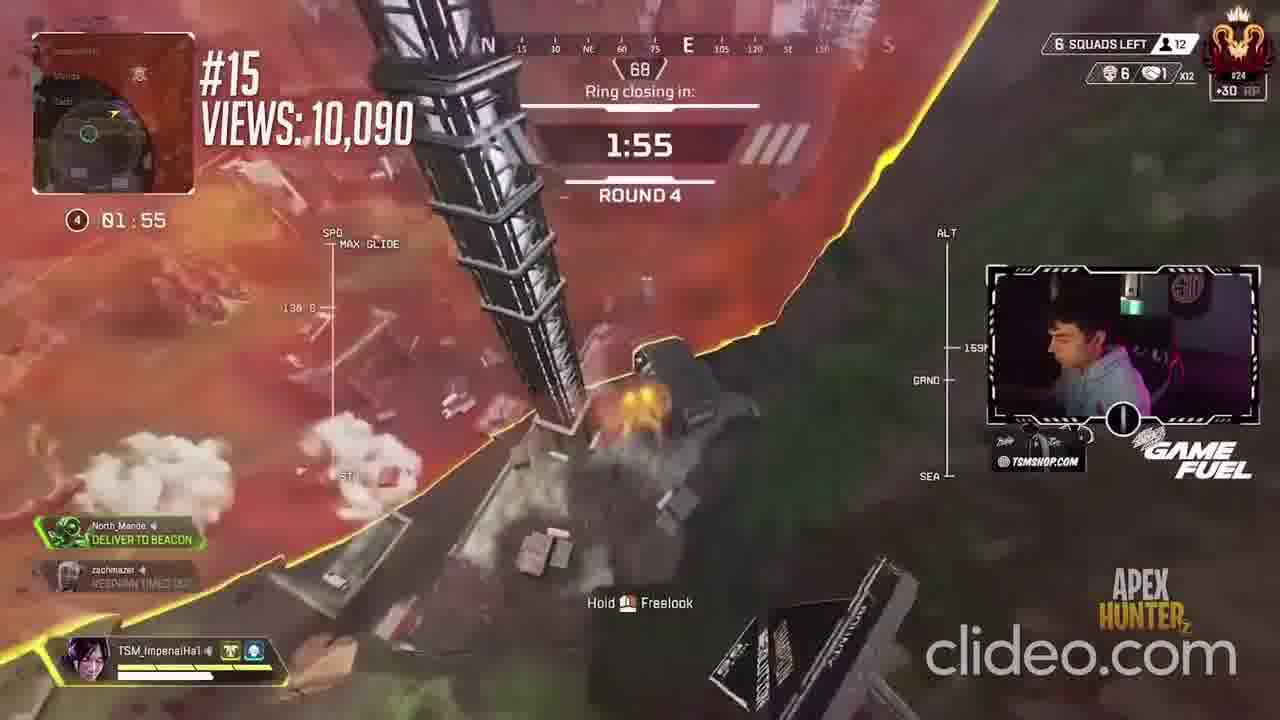 #15
VIEWS: 10,090
4 01:55
N 15 30 NE 60 75 E 105 120 SE 150 S
68
Ring closing in:
1:55
ROUND 4
6 SQUADS LEFT 12
6 1 X12
#24
+30 RP
SPD
MAX GLIDE
ALT
GRND
SEA
TSMSHOP.COM
GAME
FUEL
North_Mande
DELIVER TO BEACON
zachmazer
Hold Freelook
TSM_ImperialHal
APEX
HUNTERZ
clideo.com